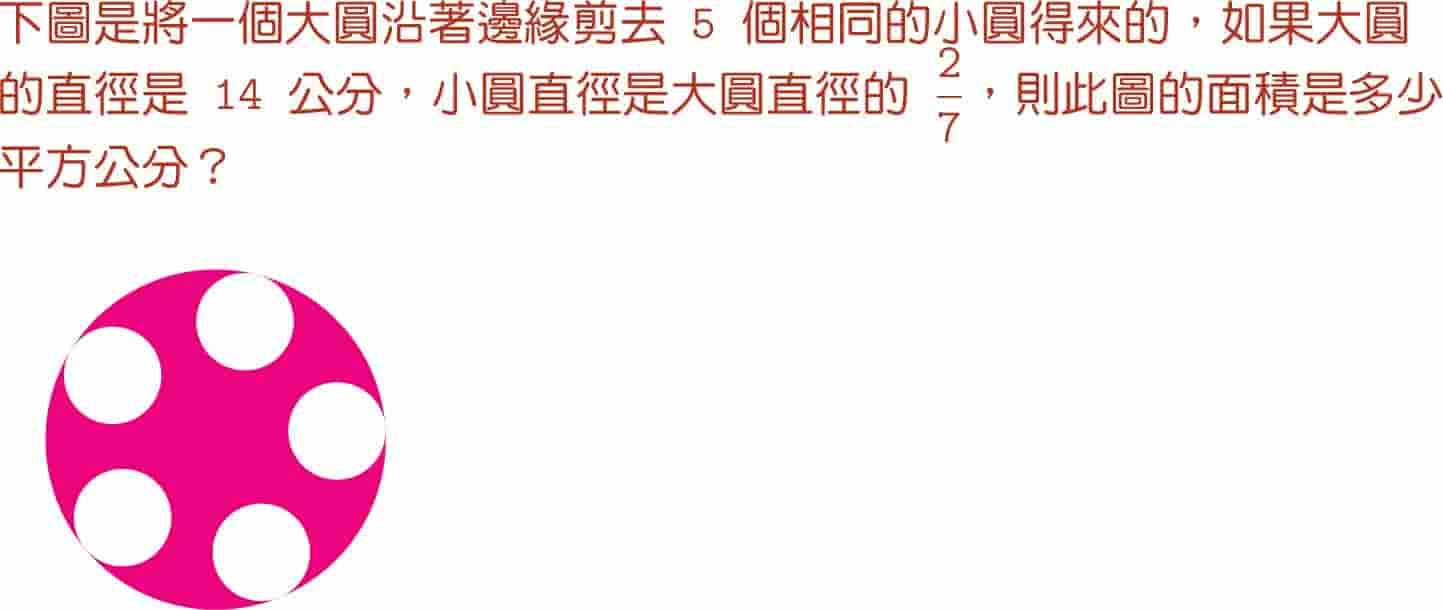 下圖是將一個大圓沿著邊緣剪去 5 個相同的小圓得來的，如果大圓
的直徑是 14 公分，小圓直徑是大圓直徑的 2/7，則此圖的面積是多少
平方公分？